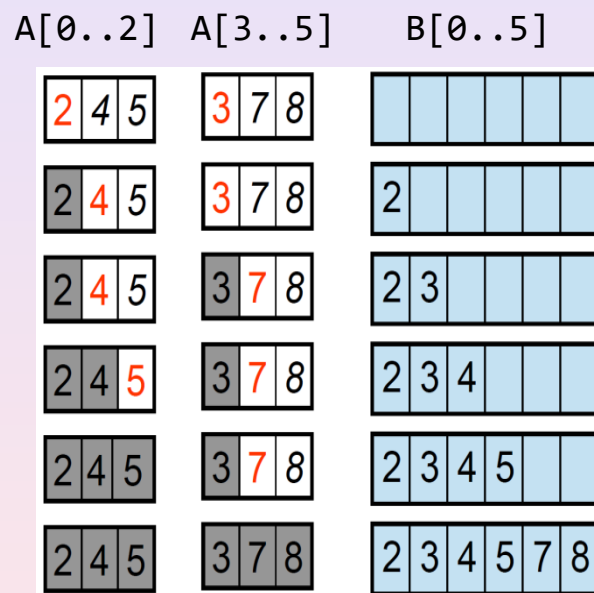 A[0..2] A[3..5] B[0..5]
2 4 5 3 7 8
2 4 5 3 7 8 2
2 4 5 3 7 8 2 3
2 4 5 3 7 8 2 3 4
2 4 5 3 7 8 2 3 4 5
2 4 5 3 7 8 2 3 4 5 7 8